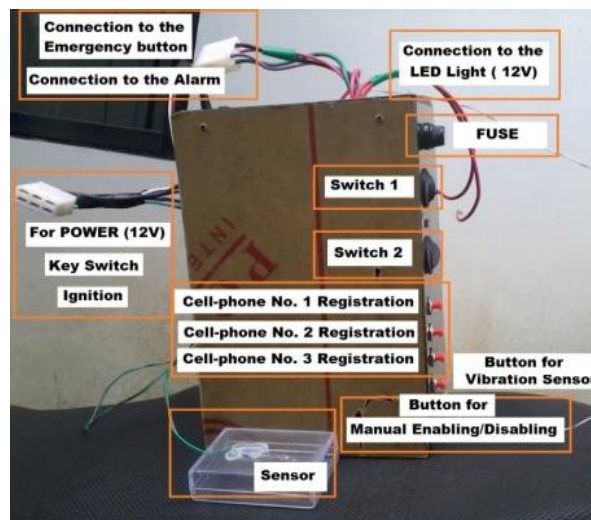 Connection to the
Emergency button
Connection to the Alarm
Connection to the
LED Light ( 12V)
FUSE
Switch 1
For POWER (12V)
Key Switch
Ignition
Switch 2
INTE
Cell-phone No. 1 Registration
Cell-phone No. 2 Registration
Cell-phone No. 3 Registration
Button for
Vibration Sensor
Button for
Manual Enabling/Disabling
Sensor